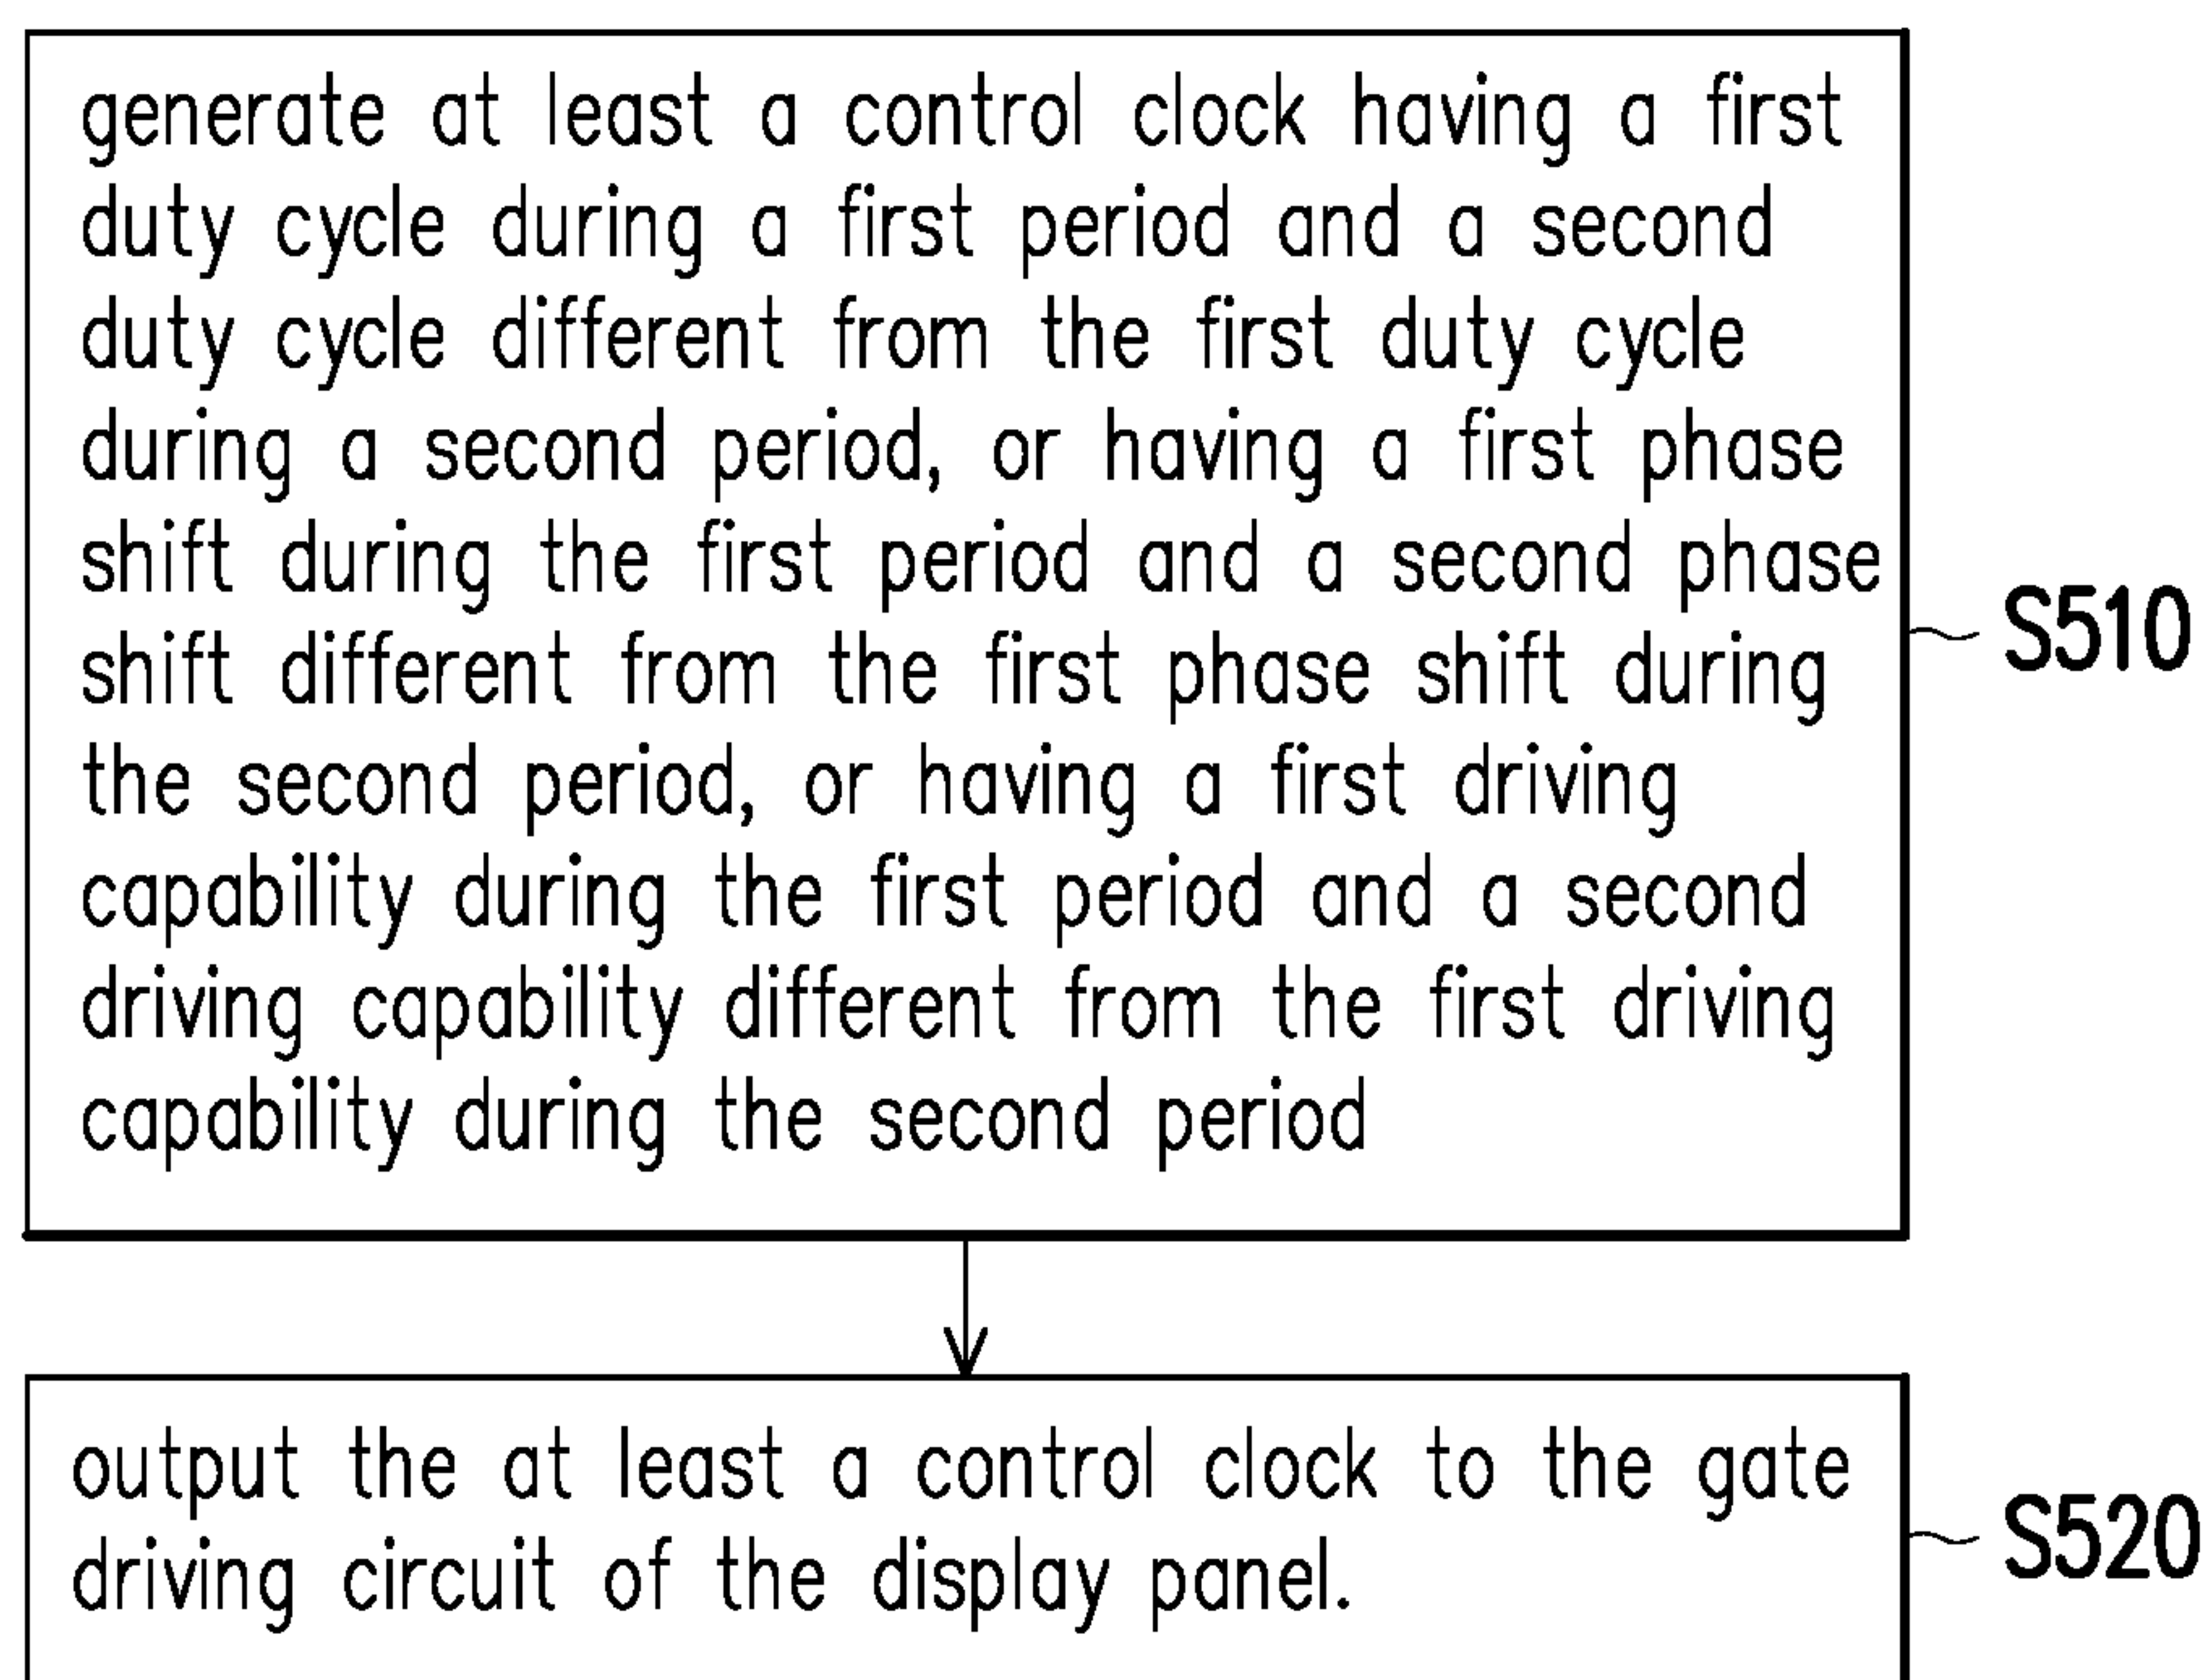 generate at least a control clock having a first
duty cycle during a first period and a second
duty cycle different from the first duty cycle
during a second period, or having a first phase
shift during the first period and a second phase
shift different from the first phase shift during
the second period, or having a first driving
capability during the first period and a second
driving capability different from the first driving
capability during the second period
S510
output the at least a control clock to the gate
driving circuit of the display panel.
S520